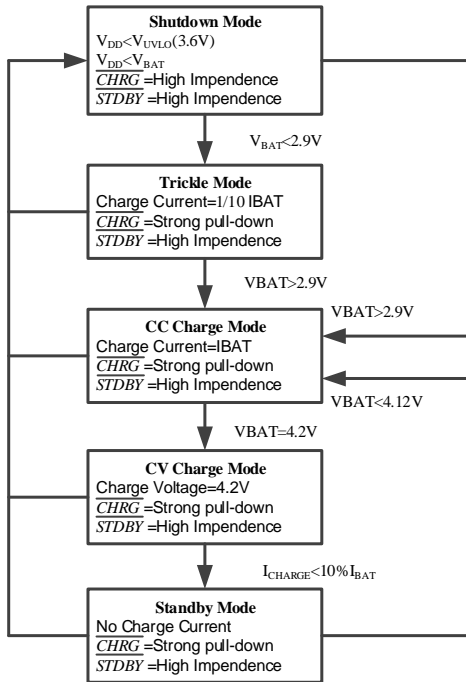 Shutdown Mode
VDD<VUVLO(3.6V)
VDD<VBAT
CHRG =High Impendence
STDBY =High Impendence
VBAT<2.9V
Trickle Mode
Charge Current=1/10 IBAT
CHRG =Strong pull-down
STDBY =High Impendence
VBAT>2.9V
VBAT>2.9V
CC Charge Mode
Charge Current=IBAT
CHRG =Strong pull-down
STDBY =High Impendence
VBAT<4.12V
VBAT=4.2V
CV Charge Mode
Charge Voltage=4.2V
CHRG =Strong pull-down
STDBY =High Impendence
ICHARGE<10%IBAT
Standby Mode
No Charge Current
CHRG =Strong pull-down
STDBY =High Impendence